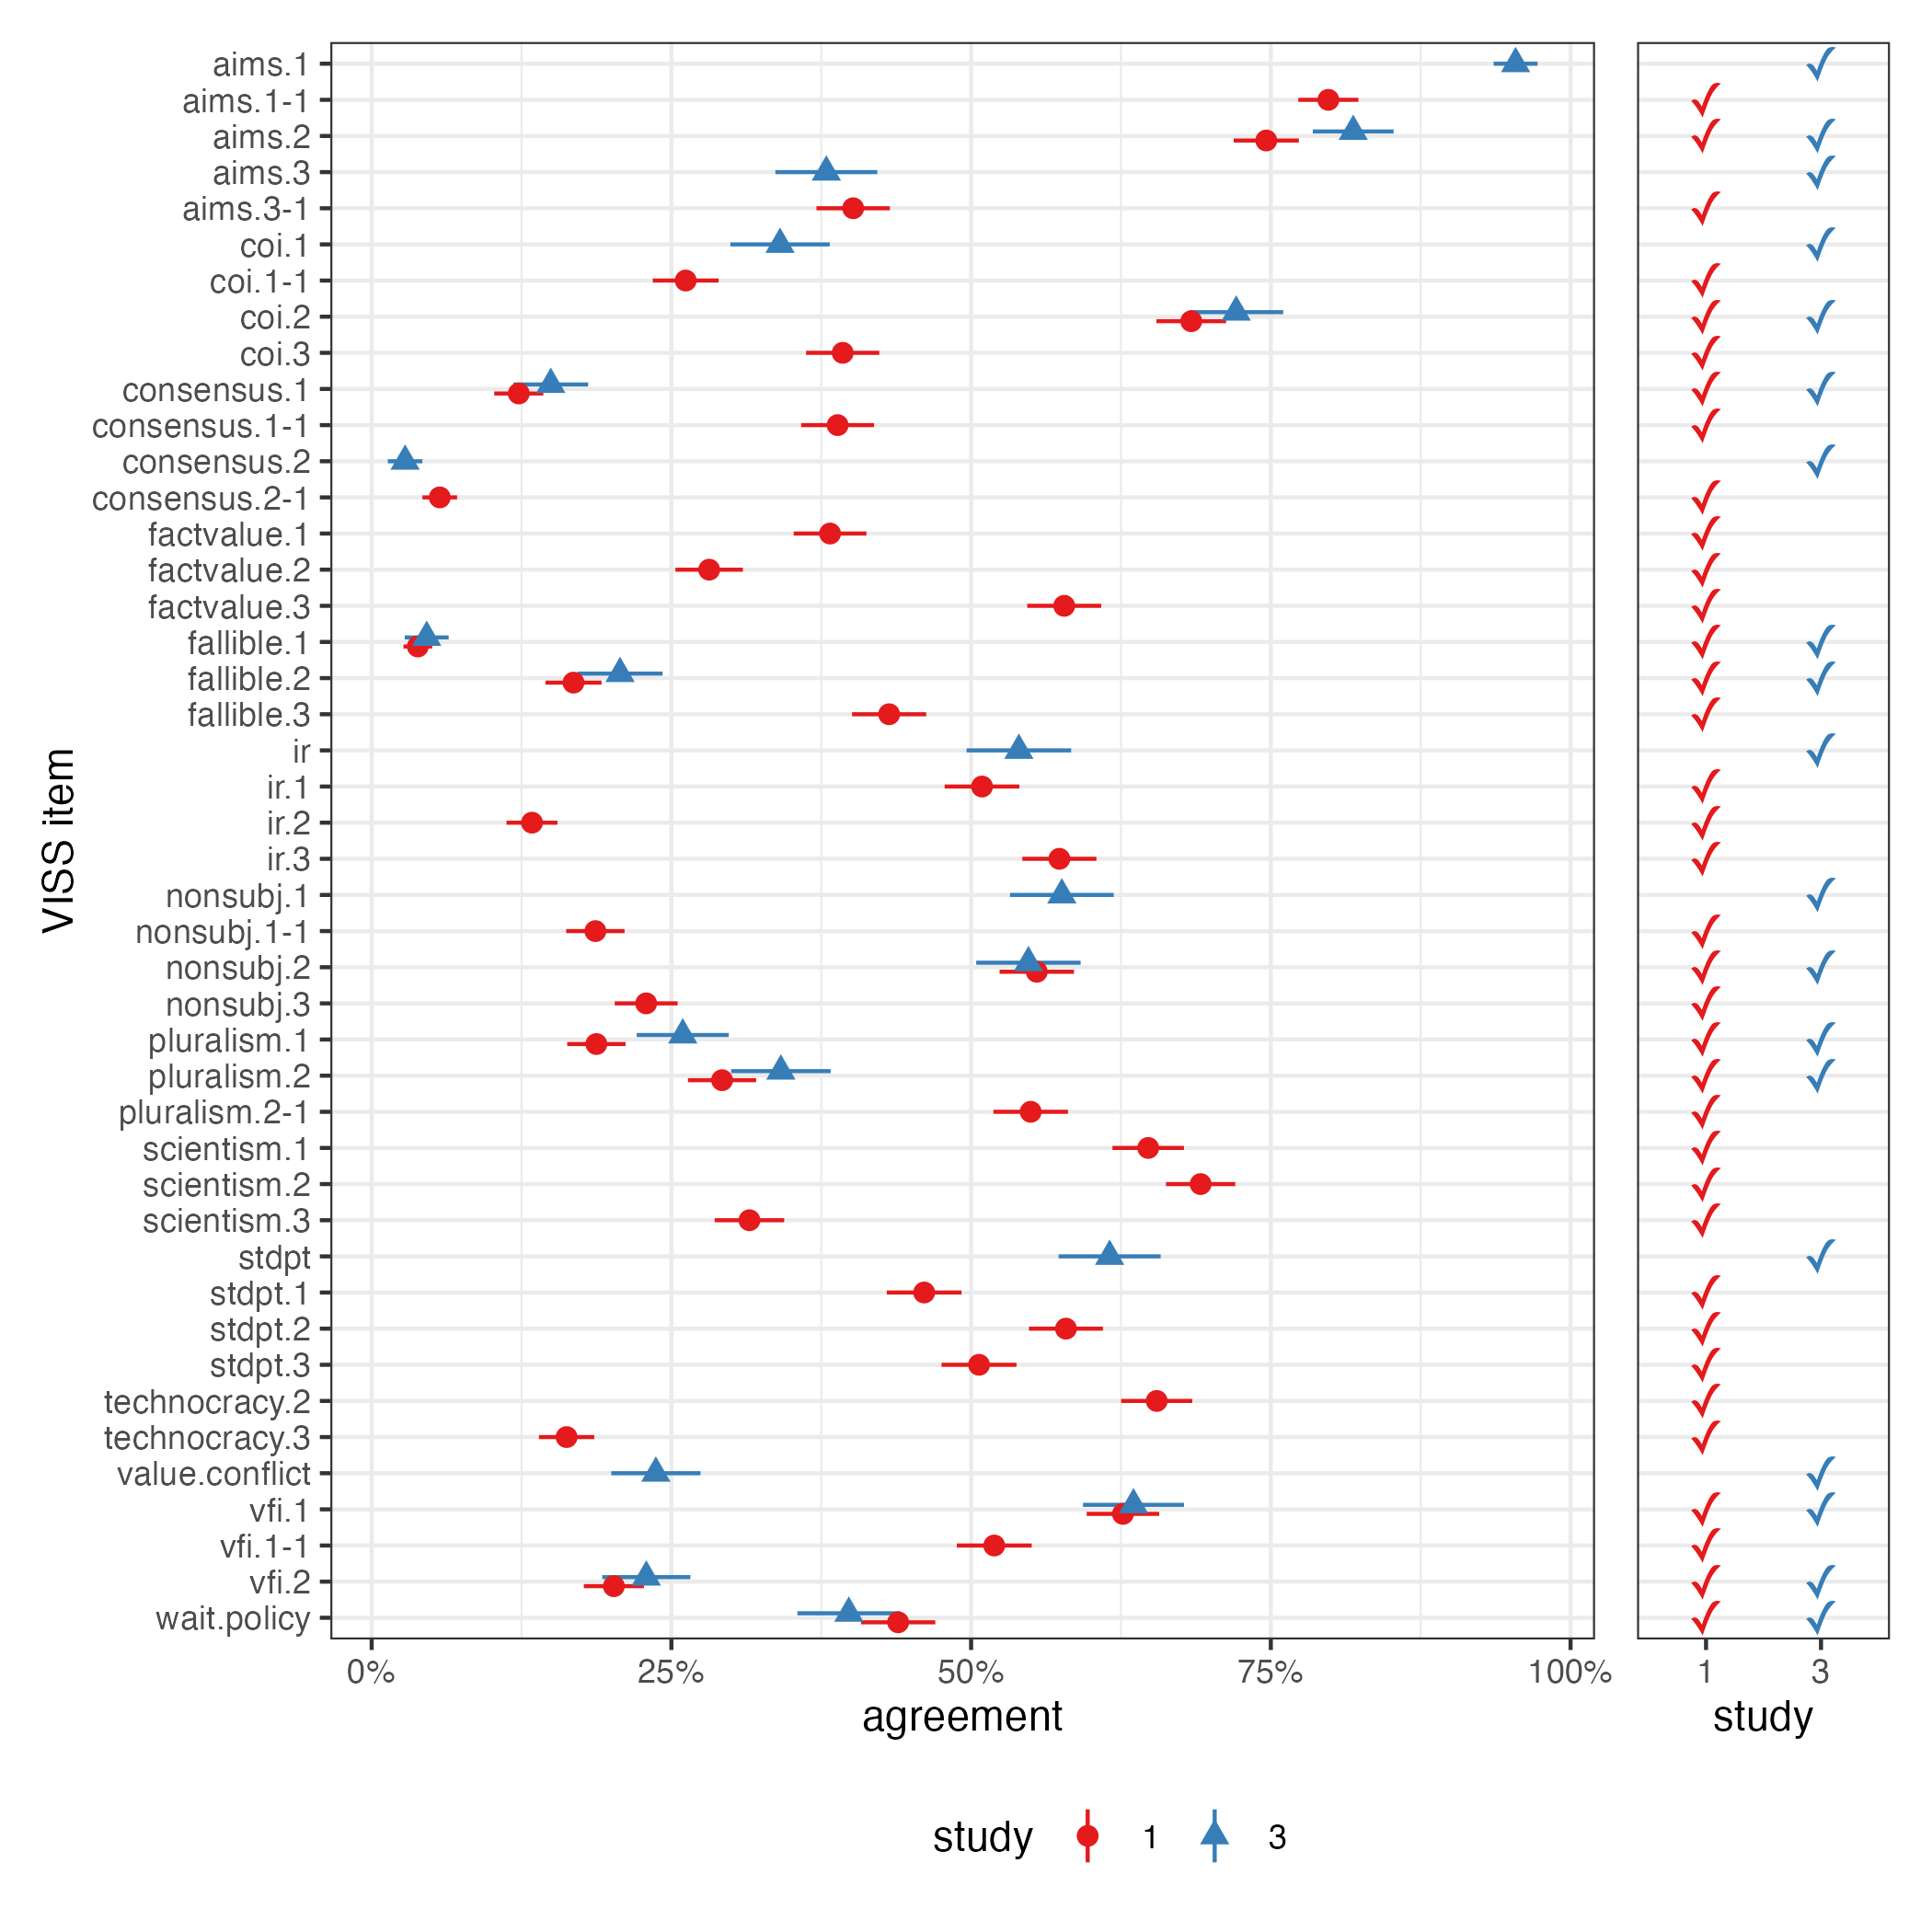 VISS item
aims.1
aims.1-1
aims.2
aims.3
aims.3-1
coi.1
coi.1-1
coi.2
coi.3
consensus.1
consensus.1-1
consensus.2
consensus.2-1
factvalue.1
factvalue.2
factvalue.3
fallible.1
fallible.2
fallible.3
ir
ir.1
ir.2
ir.3
nonsubj.1
nonsubj.1-1
nonsubj.2
nonsubj.3
pluralism.1
pluralism.2
pluralism.2-1
scientism.1
scientism.2
scientism.3
stdpt
stdpt.1
stdpt.2
stdpt.3
technocracy.2
technocracy.3
value.conflict
vfi.1
vfi.1-1
vfi.2
wait.policy
0% 25% 50% 75% 100% 1 3
agreement study
study 1 3